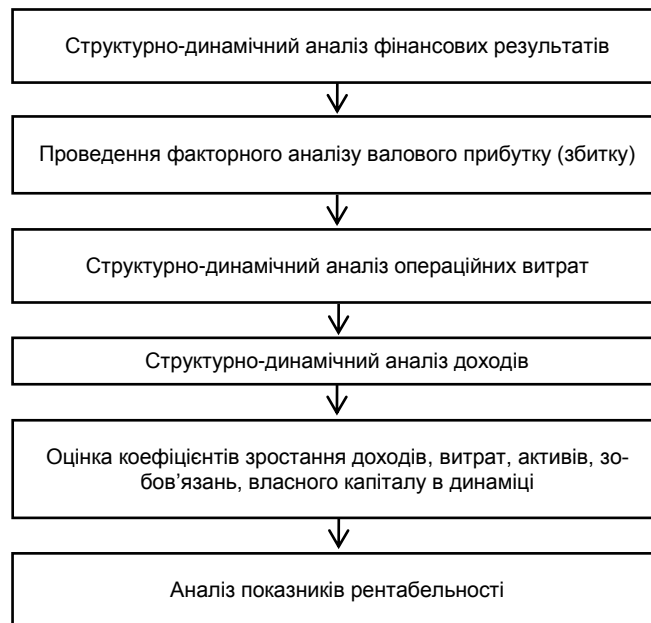 Структурно-динамічний аналіз фінансових результатів
Проведення факторного аналізу валового прибутку (збитку)
Структурно-динамічний аналіз операційних витрат
Структурно-динамічний аналіз доходів
Оцінка коефіцієнтів зростання доходів, витрат, активів, зо-
бов’язань, власного капіталу в динаміці
Аналіз показників рентабельності